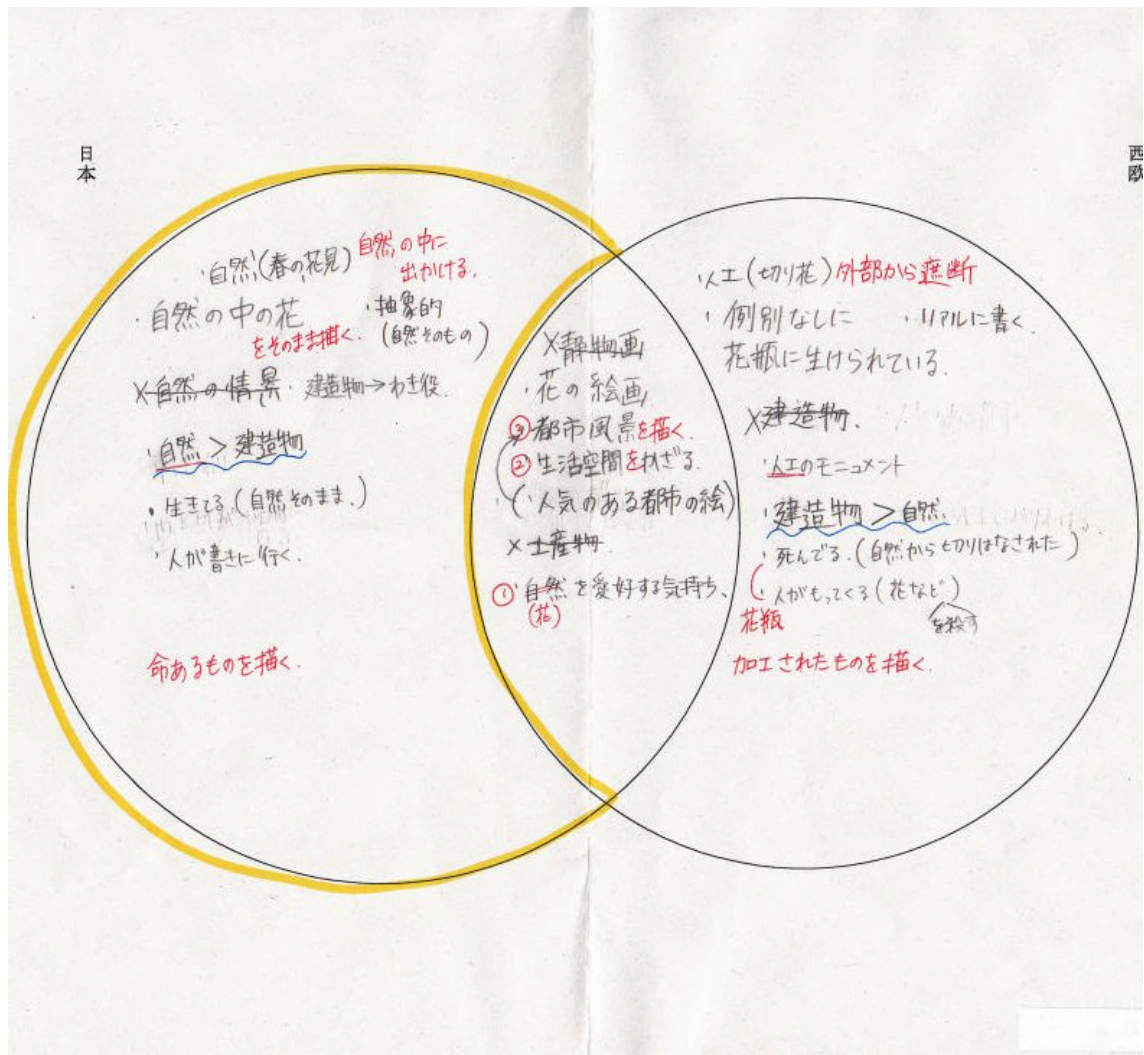 日本
西欧
・自然(春の花見) 自然の中に
出かける.
・自然の中の花
をそのまま描く.
・抽象的
(自然そのもの)
×自然の情景
・建造物→わき役.
・自然>建造物
・生きてる(自然そのまま.)
・人が書きに行く.
命あるものを描く.
×静物画
・花の絵画
③都市風景を描く.
②生活空間をかざる.
・(人気のある都市の絵)
×土産物.
①自然を愛好する気持ち、
(花)
・人工(切り花)外部から遮断
・例別なしに ・リアルに書く.
花瓶に生けられている.
×建造物.
・人工のモニュメント
建造物>自然.
・死んでる.(自然から切りはなされた)
・人がもってくる(花など)
を殺す
花瓶
加工されたものを描く.